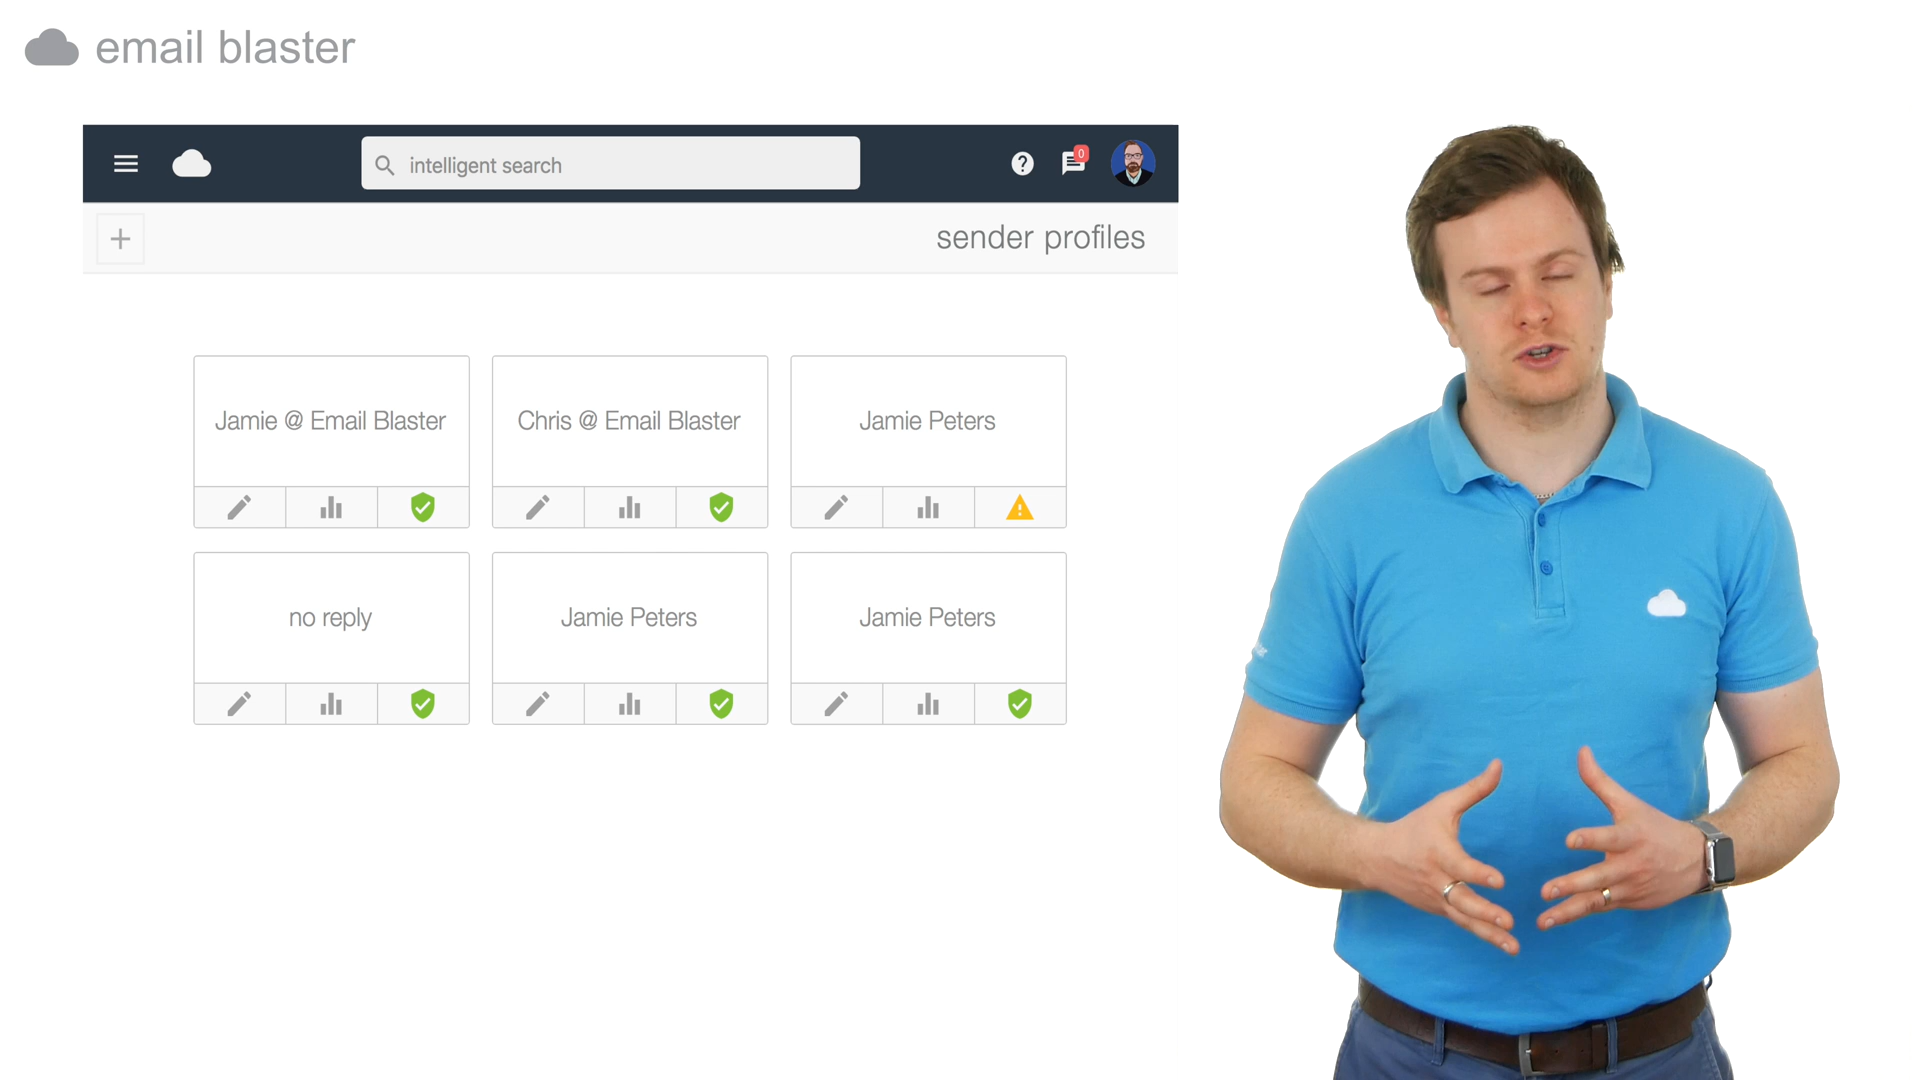 email blaster
intelligent search
0
sender profiles
Jamie @ Email Blaster
Chris @ Email Blaster
Jamie Peters
no reply
Jamie Peters
Jamie Peters